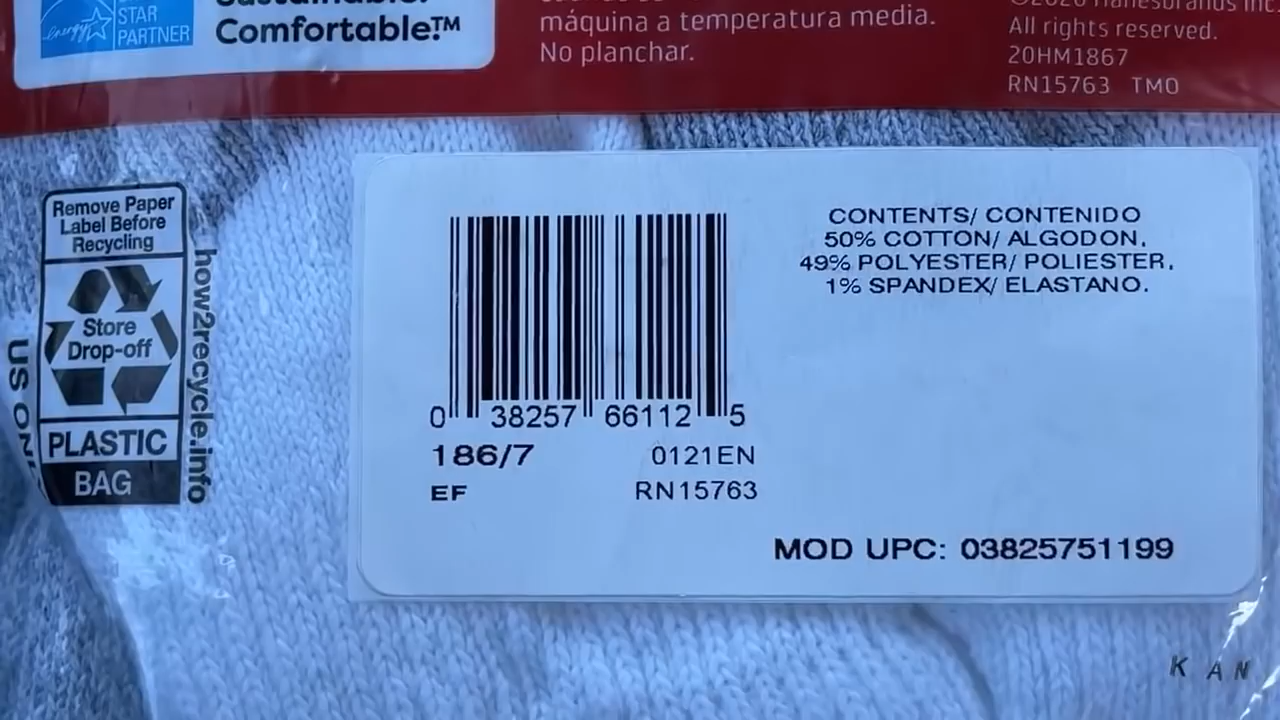 STAR
PARTNER
energy
Comfortable!™
máquina a temperatura media.
No planchar.
All rights reserved.
20HM1867
RN15763 TMO
Remove Paper
Label Before
Recycling
Store
Drop-off
PLASTIC
BAG
how2recycle.info
US
CONTENTS/ CONTENIDO
50% COTTON/ ALGODON,
49% POLYESTER/ POLIESTER,
1% SPANDEX/ ELASTANO.
0 38257 66112 5
186/7 0121EN
EF RN15763
MOD UPC: 03825751199
K A N